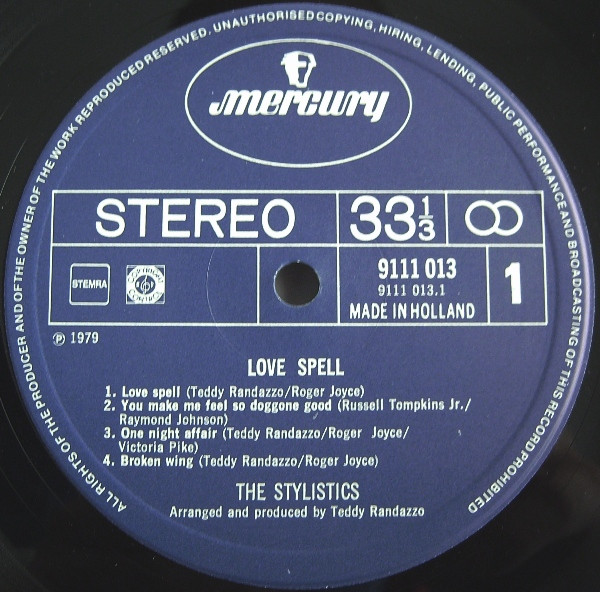 ALL RIGHTS OF THE PRODUCER AND OF THE OWNER OF THE WORK REPRODUCED RESERVED. UNAUTHORISED COPYING, HIRING, LENDING, PUBLIC PERFORMANCE AND BROADCASTING OF THIS RECORD PROHIBITED
mercury
STEREO 33 1/3
STEMRA
9111 013
9111 013.1
MADE IN HOLLAND
1
℗ 1979
LOVE SPELL
1. Love spell (Teddy Randazzo/Roger Joyce)
2. You make me feel so doggone good (Russell Tompkins Jr./
Raymond Johnson)
3. One night affair (Teddy Randazzo/Roger Joyce/
Victoria Pike)
4. Broken wing (Teddy Randazzo/Roger Joyce)
THE STYLISTICS
Arranged and produced by Teddy Randazzo